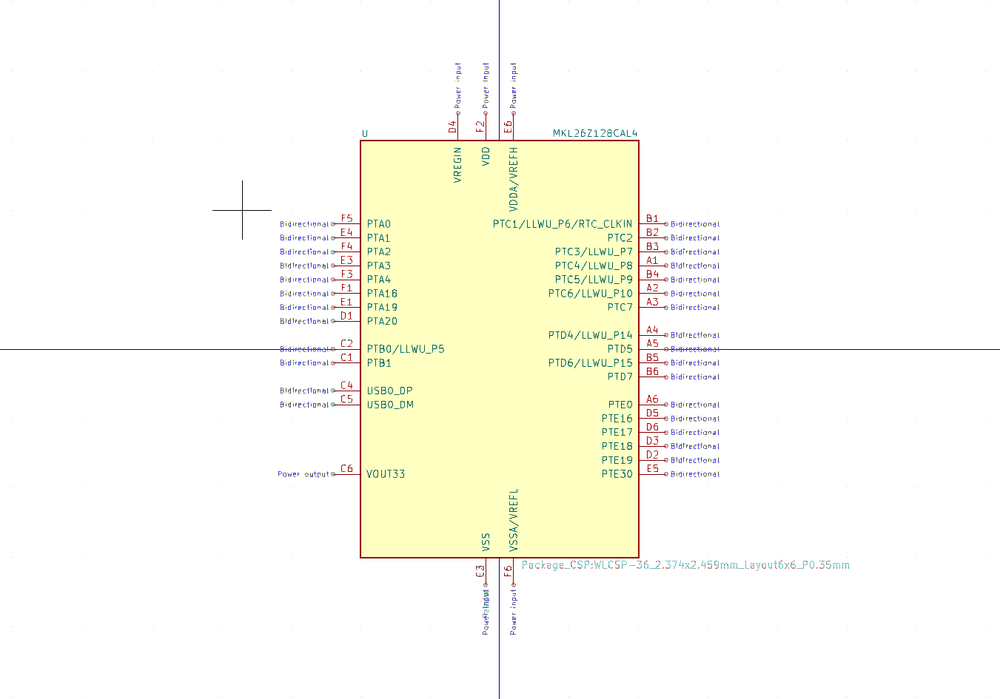 Power input
Power input
Power input
D4
F2
E6
U
MKL26Z128CAL4
VREGIN
VDD
VDDA/VREFH
Bidirectional F5 PTA0
Bidirectional E4 PTA1
Bidirectional F4 PTA2
Bidirectional E3 PTA3
Bidirectional F3 PTA4
Bidirectional F1 PTA18
Bidirectional E1 PTA19
Bidirectional D1 PTA20
Bidirectional C2 PTB0/LLWU_P5
Bidirectional C1 PTB1
Bidirectional C4 USB0_DP
Bidirectional C5 USB0_DM
Power output C6 VOUT33
PTC1/LLWU_P6/RTC_CLKIN B1 Bidirectional
PTC2 B2 Bidirectional
PTC3/LLWU_P7 B3 Bidirectional
PTC4/LLWU_P8 A1 Bidirectional
PTC5/LLWU_P9 B4 Bidirectional
PTC6/LLWU_P10 A2 Bidirectional
PTC7 A3 Bidirectional
PTD4/LLWU_P14 A4 Bidirectional
PTD5 A5 Bidirectional
PTD6/LLWU_P15 B5 Bidirectional
PTD7 B6 Bidirectional
PTE0 A6 Bidirectional
PTE16 D5 Bidirectional
PTE17 D6 Bidirectional
PTE18 D3 Bidirectional
PTE19 D2 Bidirectional
PTE30 E5 Bidirectional
VSS
VSSA/VREFL
C3
F6
Package_CSP:WLCSP-36_2.374x2.459mm_Layout6x6_P0.35mm
Power input
Power input